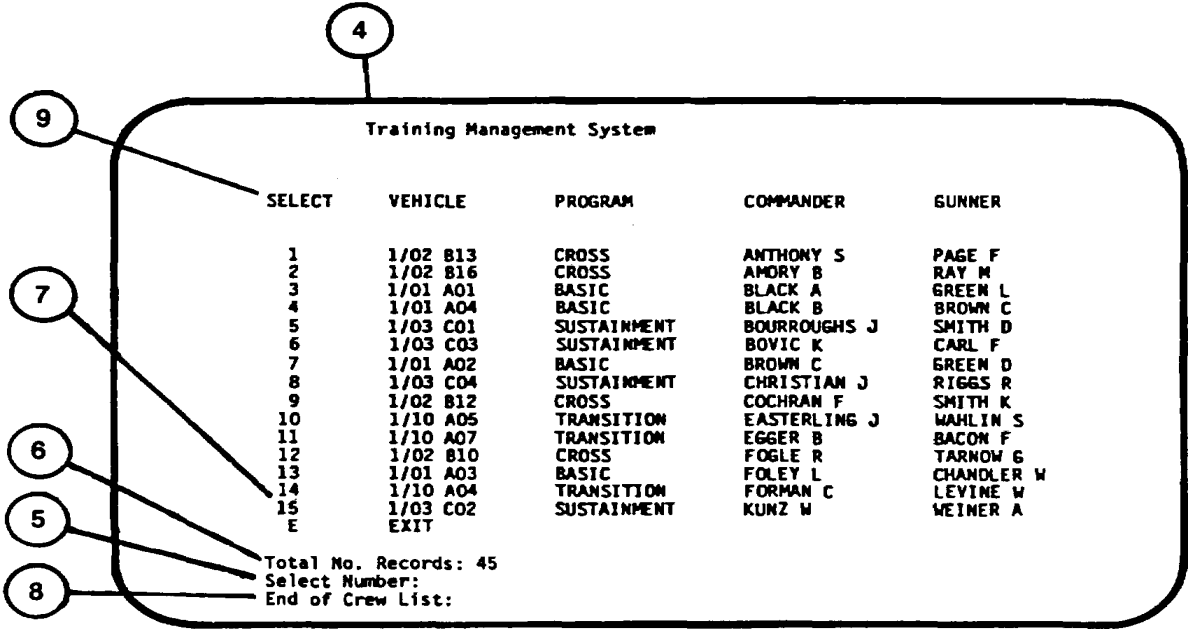 4
9
Training Management System
SELECT VEHICLE PROGRAM COMMANDER GUNNER
1 1/02 B13 CROSS ANTHONY S PAGE F
2 1/02 B16 CROSS AMORY B RAY M
3 1/01 A01 BASIC BLACK A GREEN L
7
4 1/01 A04 BASIC BLACK B BROWN C
5 1/03 C01 SUSTAINMENT BOURROUGHS J SMITH D
6 1/03 C03 SUSTAINMENT BOVIC K CARL F
7 1/01 A02 BASIC BROWN C GREEN D
8 1/03 C04 SUSTAINMENT CHRISTIAN J RIGGS R
9 1/02 B12 CROSS COCHRAN F SMITH K
10 1/10 A05 TRANSITION EASTERLING J WAHLIN S
11 1/10 A07 TRANSITION EGGER B BACON F
6
12 1/02 B10 CROSS FOGLE R TARNOW G
13 1/01 A03 BASIC FOLEY L CHANDLER W
14 1/10 A04 TRANSITION FORMAN C LEVINE W
15 1/03 C02 SUSTAINMENT KUNZ W WEINER A
5
E EXIT
Total No. Records: 45
Select Number:
8
End of Crew List: